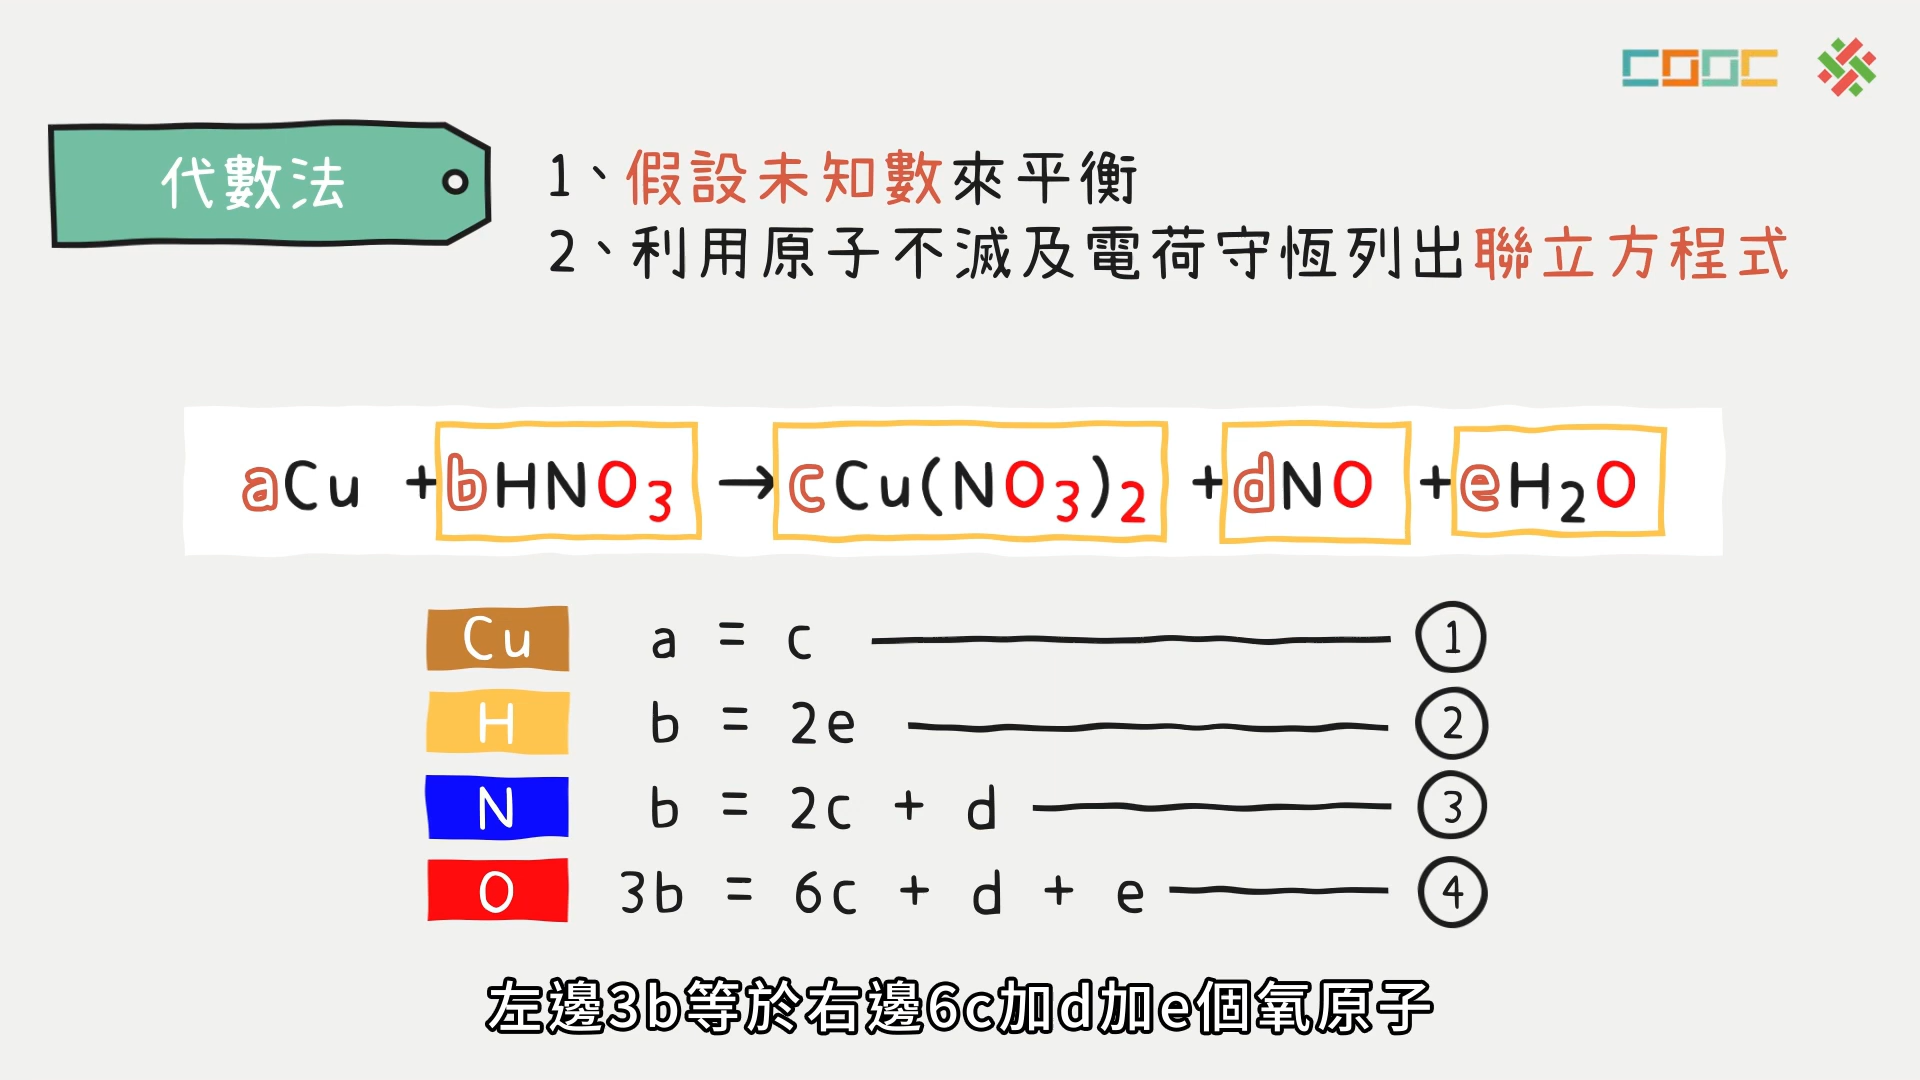 COOC
代數法
1、假設未知數來平衡
2、利用原子不滅及電荷守恆列出聯立方程式
aCu + bHNO₃ → cCu(NO₃)₂ + dNO + eH₂O
Cu a = c ①
H b = 2e ②
N b = 2c + d ③
O 3b = 6c + d + e ④
左邊3b等於右邊6c加d加e個氧原子